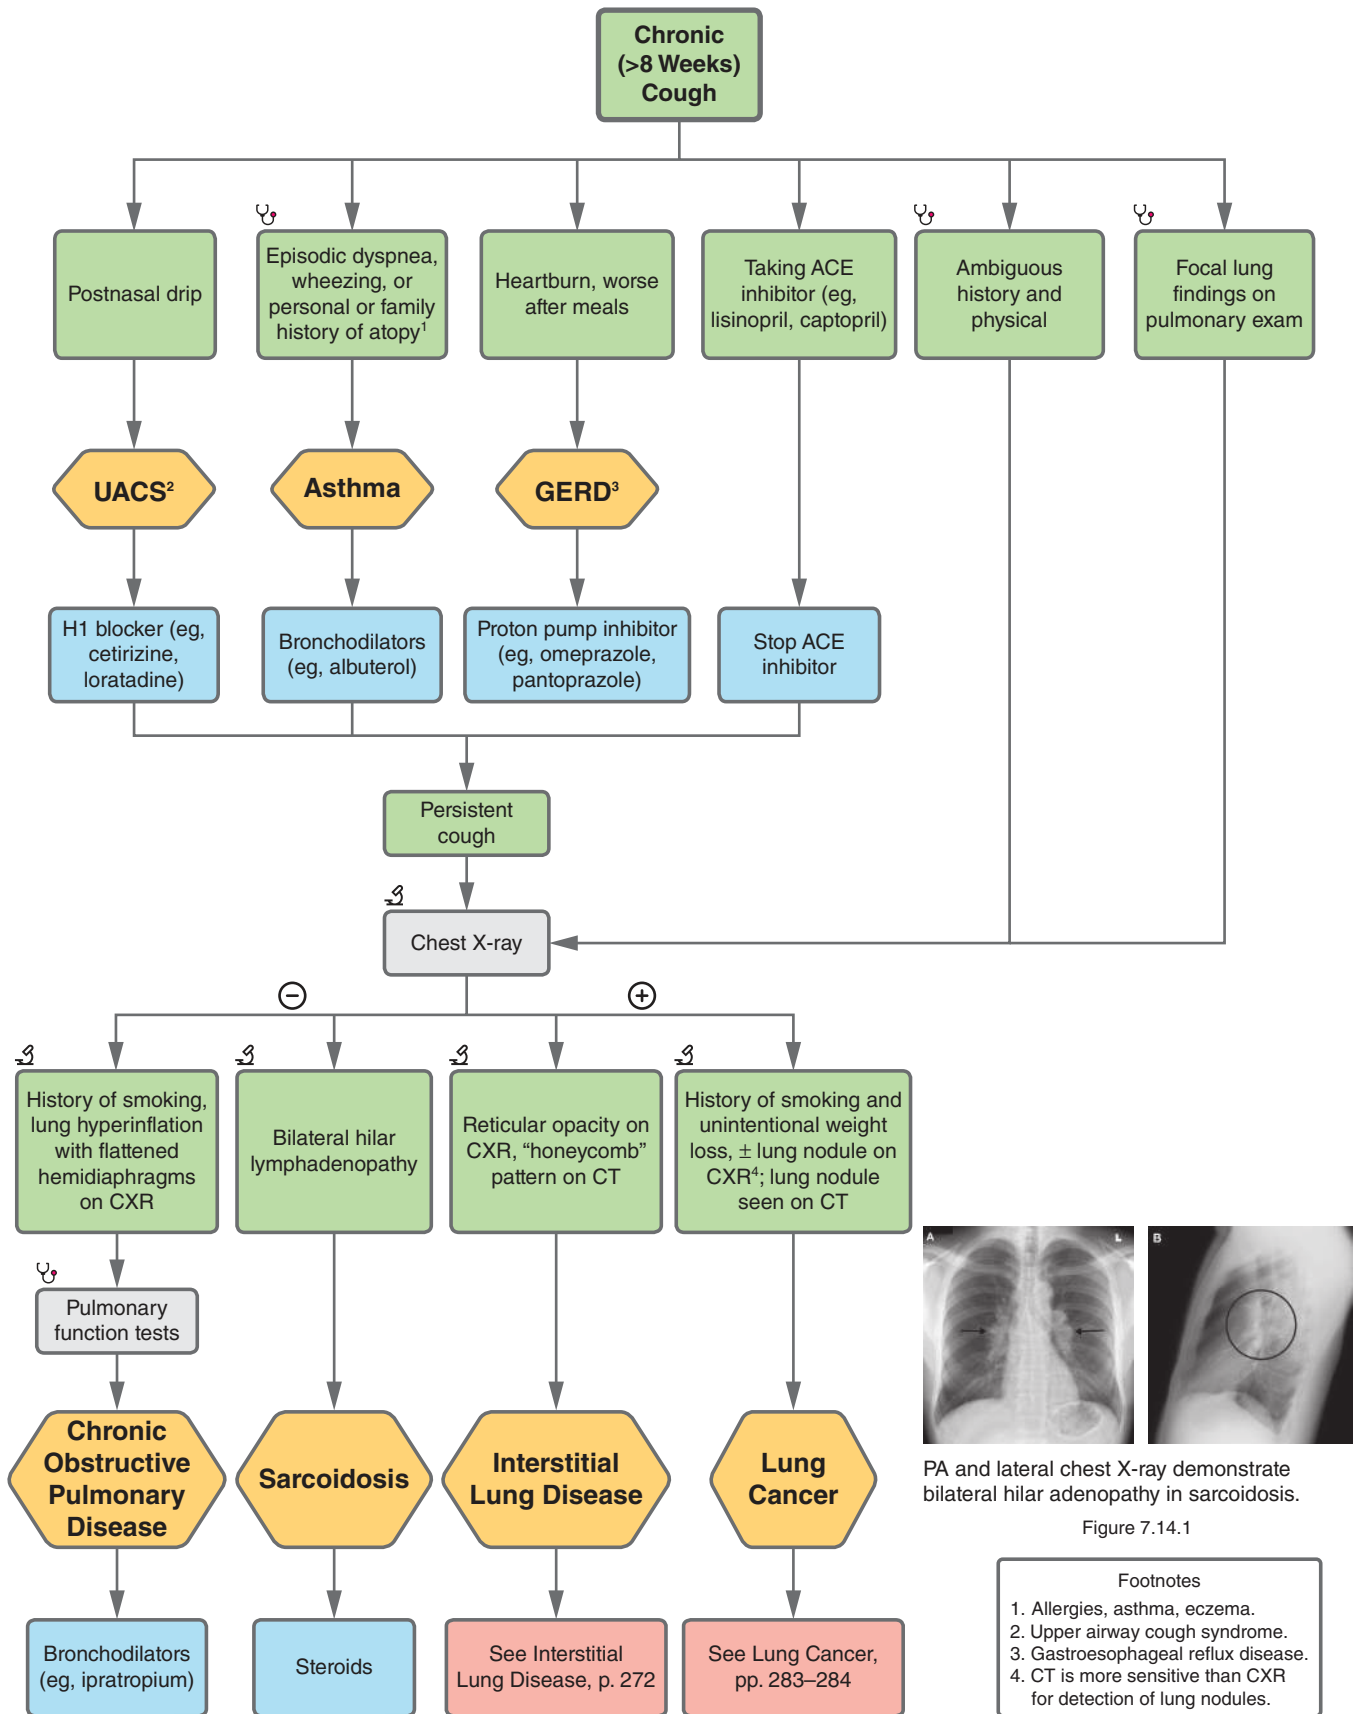 Chronic
(>8 Weeks)
Cough
Postnasal drip
Episodic dyspnea,
wheezing, or
personal or family
history of atopy1
Heartburn, worse
after meals
Taking ACE
inhibitor (eg,
lisinopril, captopril)
Ambiguous
history and
physical
Focal lung
findings on
pulmonary exam
UACS2
Asthma
GERD3
H1 blocker (eg,
cetirizine,
loratadine)
Bronchodilators
(eg, albuterol)
Proton pump inhibitor
(eg, omeprazole,
pantoprazole)
Stop ACE
inhibitor
Persistent
cough
Chest X-ray
−
+
History of smoking,
lung hyperinflation
with flattened
hemidiaphragms
on CXR
Bilateral hilar
lymphadenopathy
Reticular opacity on
CXR, “honeycomb”
pattern on CT
History of smoking and
unintentional weight
loss, ± lung nodule on
CXR4; lung nodule
seen on CT
Pulmonary
function tests
Chronic
Obstructive
Pulmonary
Disease
Sarcoidosis
Interstitial
Lung Disease
Lung
Cancer
Bronchodilators
(eg, ipratropium)
Steroids
See Interstitial
Lung Disease, p. 272
See Lung Cancer,
pp. 283–284
A
L
B
PA and lateral chest X-ray demonstrate
bilateral hilar adenopathy in sarcoidosis.
Figure 7.14.1
Footnotes
1. Allergies, asthma, eczema.
2. Upper airway cough syndrome.
3. Gastroesophageal reflux disease.
4. CT is more sensitive than CXR
for detection of lung nodules.